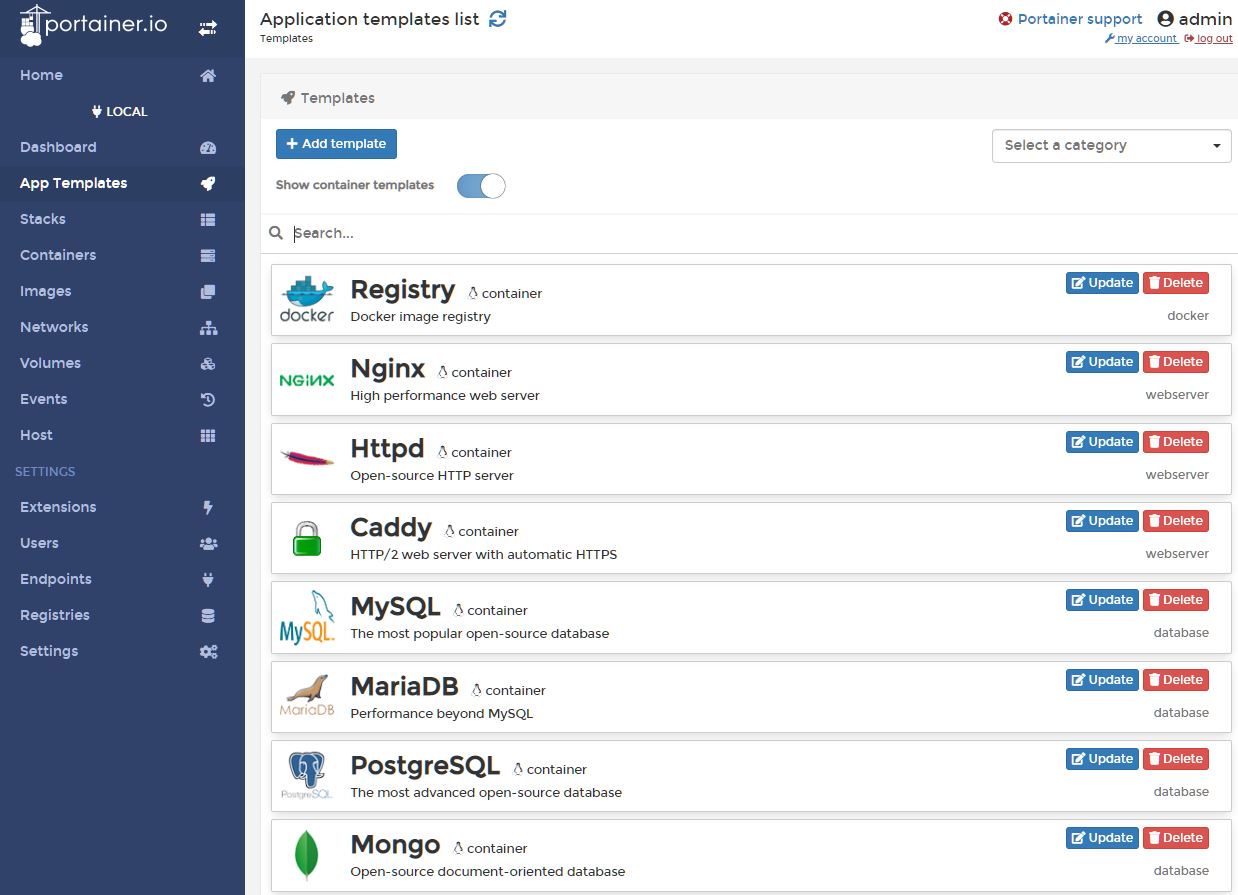 portainer.io
Home
LOCAL
Dashboard
App Templates
Stacks
Containers
Images
Networks
Volumes
Events
Host
SETTINGS
Extensions
Users
Endpoints
Registries
Settings
Application templates list
Templates
Portainer support admin
my account log out
Templates
Add template
Select a category
Show container templates
Search...
docker
Registry container
Docker image registry
Update Delete
docker
NGINX
Nginx container
High performance web server
Update Delete
webserver
Httpd container
Open-source HTTP server
Update Delete
webserver
Caddy container
HTTP/2 web server with automatic HTTPS
Update Delete
webserver
MySQL
MySQL container
The most popular open-source database
Update Delete
database
MariaDB
MariaDB container
Performance beyond MySQL
Update Delete
database
PostgreSQL
PostgreSQL container
The most advanced open-source database
Update Delete
database
Mongo container
Open-source document-oriented database
Update Delete
database